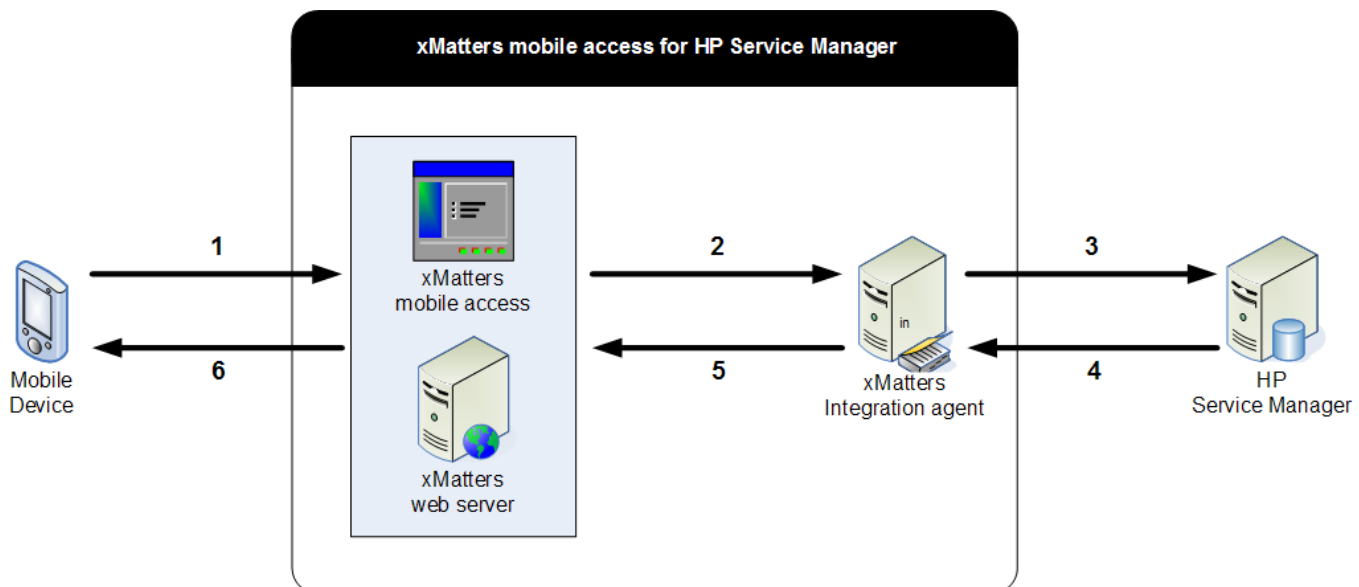 xMatters mobile access for HP Service Manager
1
2
3
xMatters
mobile access
in
6
5
4
Mobile
Device
xMatters
Integration agent
HP
Service Manager
xMatters
web server